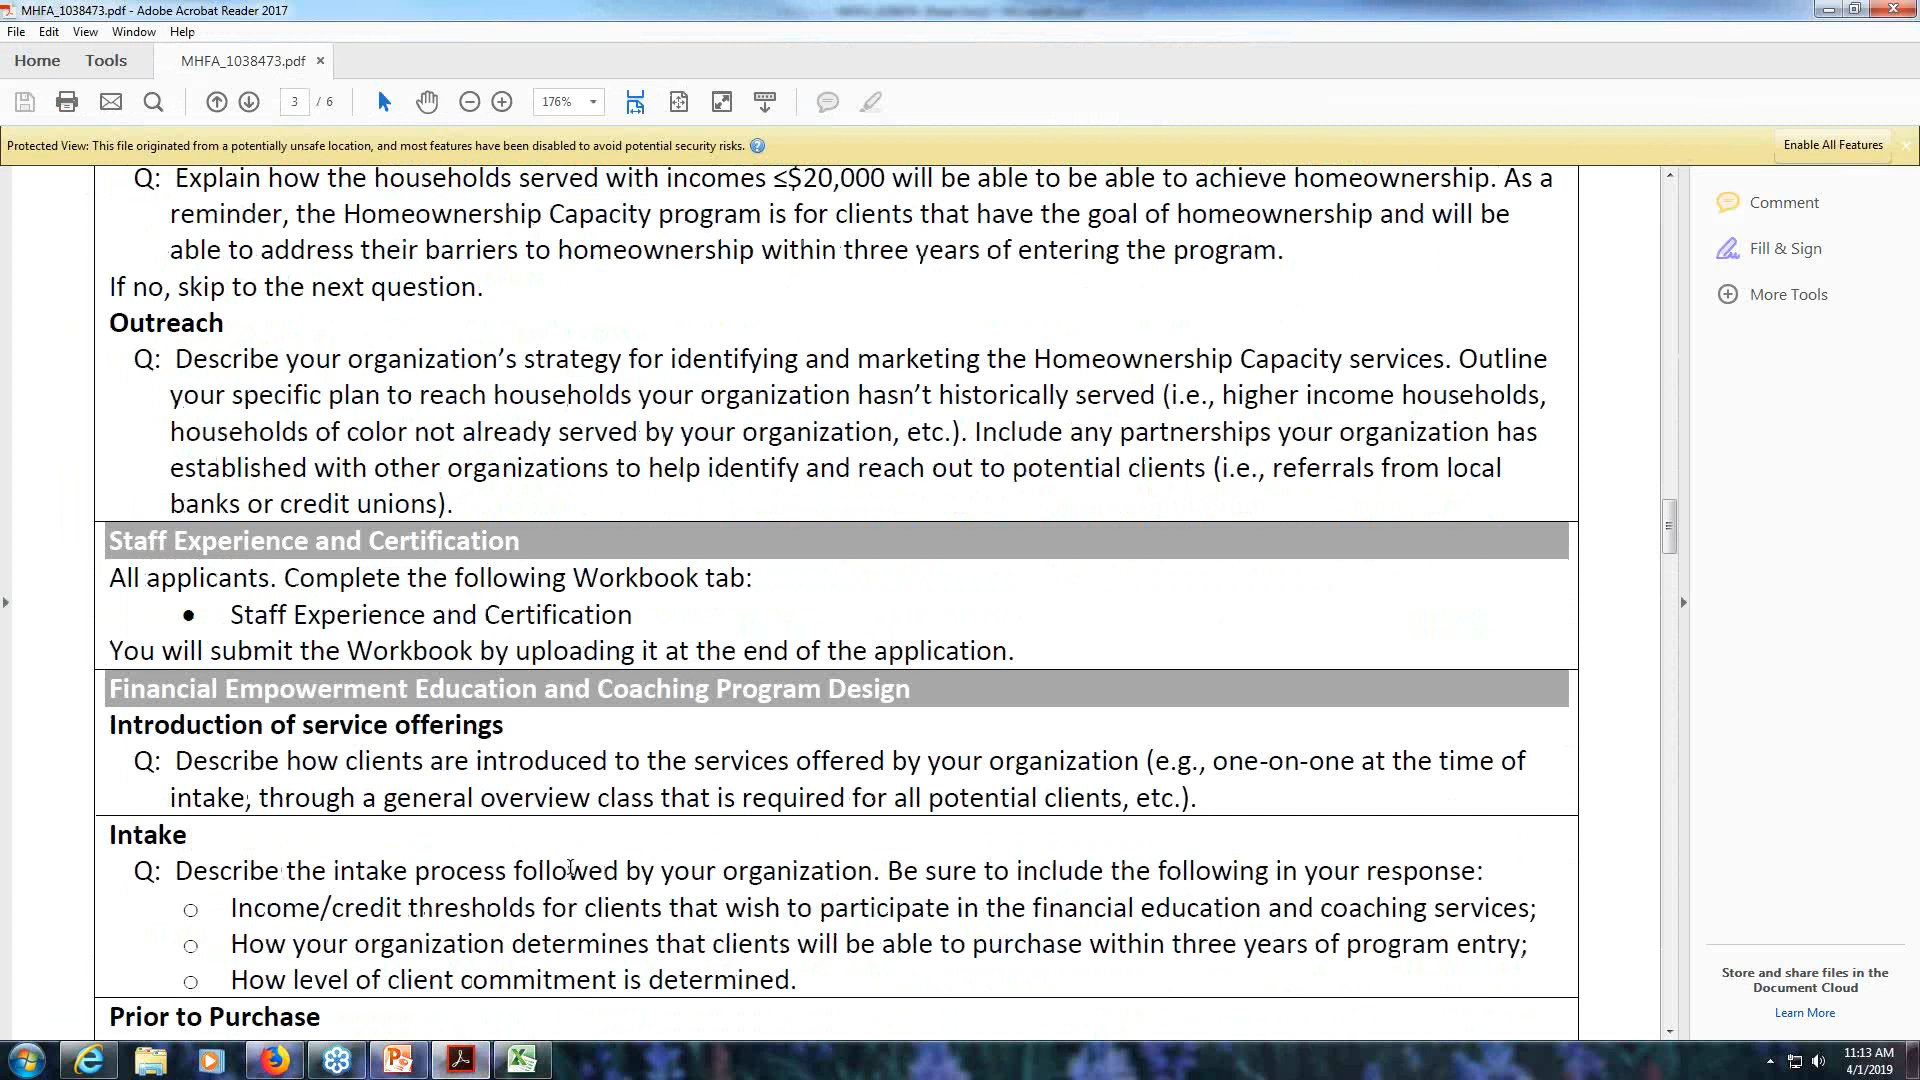 MHFA_1038473.pdf - Adobe Acrobat Reader 2017
File Edit View Window Help
Home Tools MHFA_1038473.pdf ×
3 / 6 176%
Protected View: This file originated from a potentially unsafe location, and most features have been disabled to avoid potential security risks. Enable All Features
Q: Explain how the households served with incomes ≤$20,000 will be able to be able to achieve homeownership. As a
reminder, the Homeownership Capacity program is for clients that have the goal of homeownership and will be
able to address their barriers to homeownership within three years of entering the program.
If no, skip to the next question.
Outreach
Q: Describe your organization’s strategy for identifying and marketing the Homeownership Capacity services. Outline
your specific plan to reach households your organization hasn’t historically served (i.e., higher income households,
households of color not already served by your organization, etc.). Include any partnerships your organization has
established with other organizations to help identify and reach out to potential clients (i.e., referrals from local
banks or credit unions).
Staff Experience and Certification
All applicants. Complete the following Workbook tab:
• Staff Experience and Certification
You will submit the Workbook by uploading it at the end of the application.
Financial Empowerment Education and Coaching Program Design
Introduction of service offerings
Q: Describe how clients are introduced to the services offered by your organization (e.g., one-on-one at the time of
intake, through a general overview class that is required for all potential clients, etc.).
Intake
Q: Describe the intake process followed by your organization. Be sure to include the following in your response:
○ Income/credit thresholds for clients that wish to participate in the financial education and coaching services;
○ How your organization determines that clients will be able to purchase within three years of program entry;
○ How level of client commitment is determined.
Prior to Purchase
Comment
Fill & Sign
More Tools
Store and share files in the
Document Cloud
Learn More
11:13 AM
4/1/2019